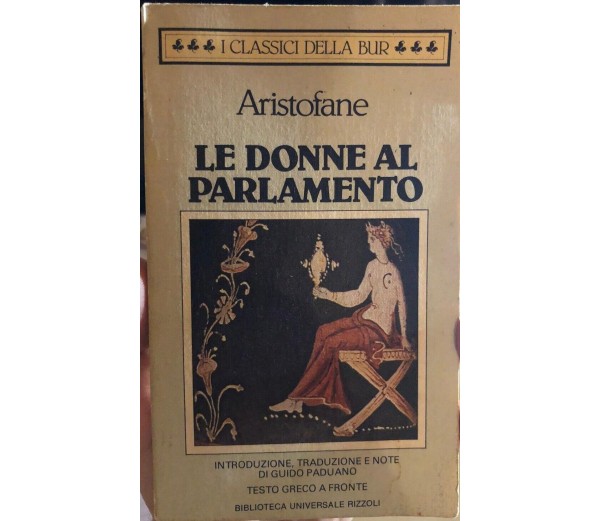 I CLASSICI DELLA BUR
Aristofane
LE DONNE AL
PARLAMENTO
INTRODUZIONE, TRADUZIONE E NOTE
DI GUIDO PADUANO
TESTO GRECO A FRONTE
BIBLIOTECA UNIVERSALE RIZZOLI